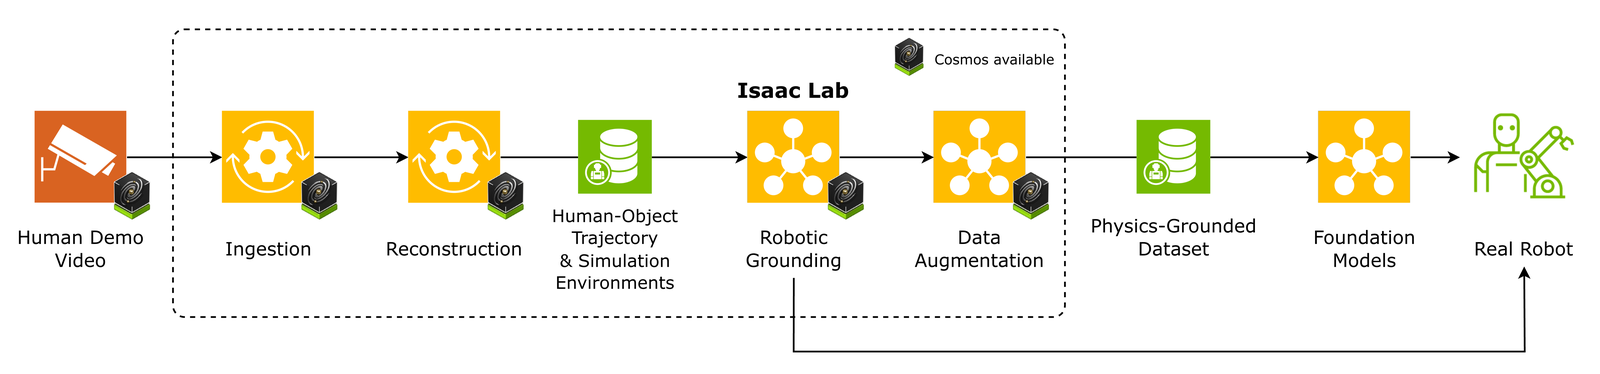 Cosmos available
Isaac Lab
Human Demo
Video
Ingestion
Reconstruction
Human-Object
Trajectory
& Simulation
Environments
Robotic
Grounding
Data
Augmentation
Physics-Grounded
Dataset
Foundation
Models
Real Robot